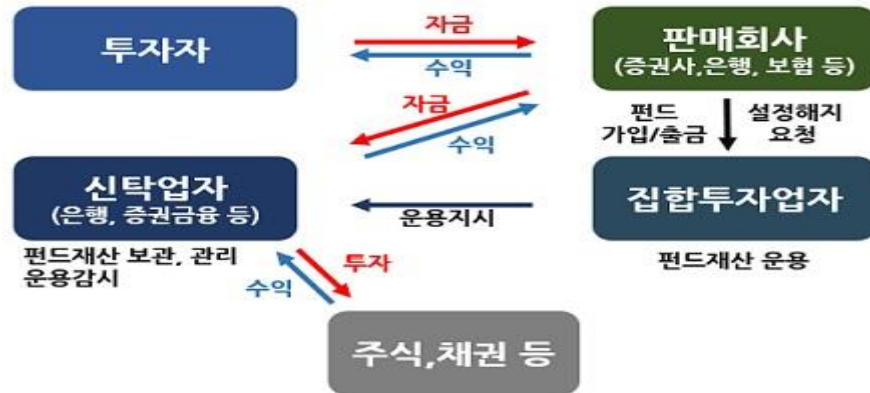 투자자
자금
수익
판매회사
(증권사,은행, 보험 등)
자금
수익
펀드
가입/출금
설정해지
요청
신탁업자
(은행, 증권금융 등)
운용지시
집합투자업자
펀드재산 보관, 관리
운용감시
펀드재산 운용
투자
수익
주식,채권 등